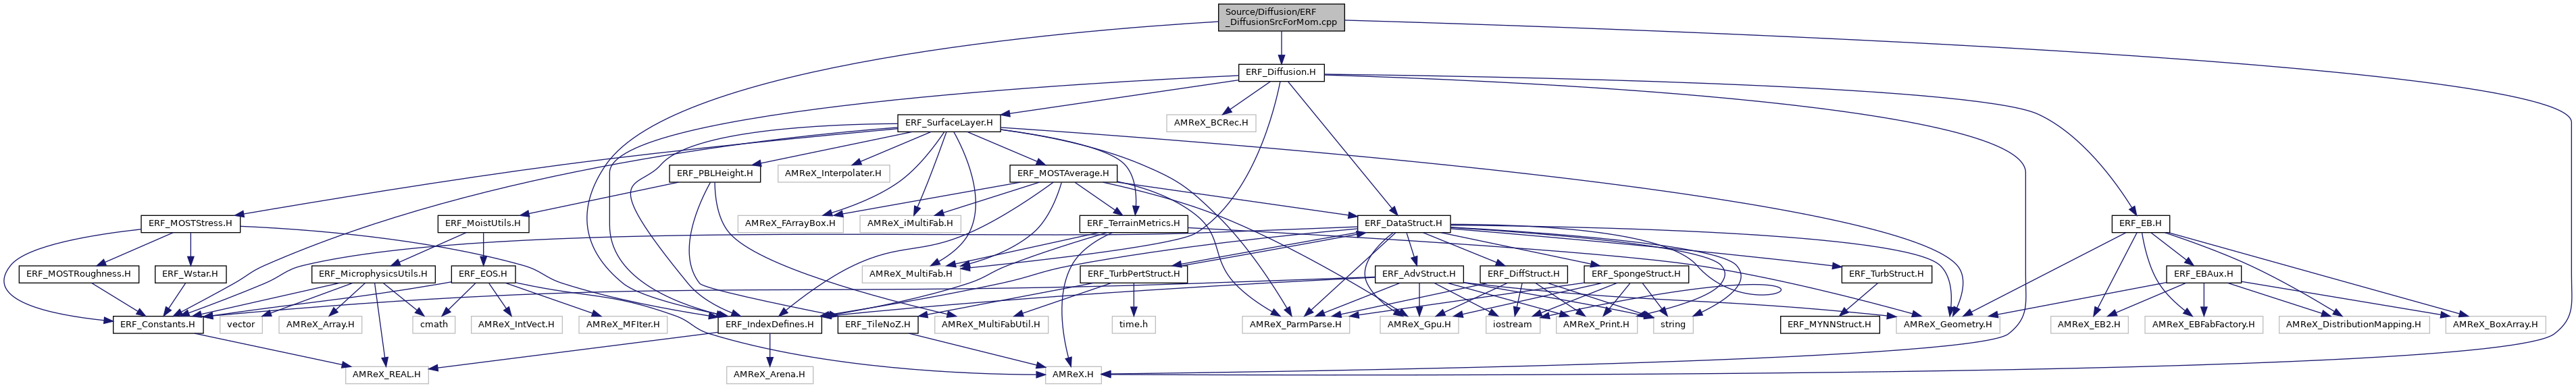 Source/Diffusion/ERF
_DiffusionSrcForMom.cpp
ERF_Diffusion.H
ERF_SurfaceLayer.H
AMReX_BCRec.H
ERF_PBLHeight.H
AMReX_Interpolater.H
ERF_MOSTAverage.H
ERF_MOSTStress.H
ERF_MoistUtils.H
AMReX_FArrayBox.H
AMReX_iMultiFab.H
ERF_TerrainMetrics.H
ERF_DataStruct.H
ERF_EB.H
ERF_MOSTRoughness.H
ERF_Wstar.H
ERF_MicrophysicsUtils.H
ERF_EOS.H
AMReX_MultiFab.H
ERF_TurbPertStruct.H
ERF_AdvStruct.H
ERF_DiffStruct.H
ERF_SpongeStruct.H
ERF_TurbStruct.H
ERF_EBAux.H
ERF_Constants.H
vector
AMReX_Array.H
cmath
AMReX_IntVect.H
AMReX_MFIter.H
ERF_IndexDefines.H
ERF_TileNoZ.H
AMReX_MultiFabUtil.H
time.h
AMReX_ParmParse.H
AMReX_Gpu.H
iostream
AMReX_Print.H
string
ERF_MYNNStruct.H
AMReX_Geometry.H
AMReX_EB2.H
AMReX_EBFabFactory.H
AMReX_DistributionMapping.H
AMReX_BoxArray.H
AMReX_REAL.H
AMReX_Arena.H
AMReX.H